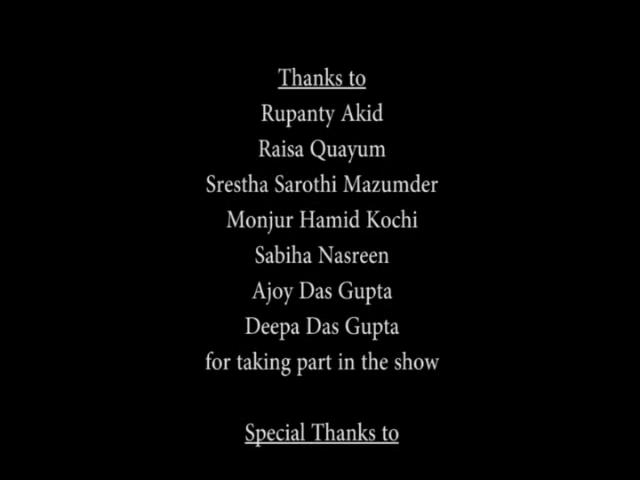 Thanks to
Rupanty Akid
Raisa Quayum
Srestha Sarothi Mazumder
Monjur Hamid Kochi
Sabiha Nasreen
Ajoy Das Gupta
Deepa Das Gupta
for taking part in the show
Special Thanks to